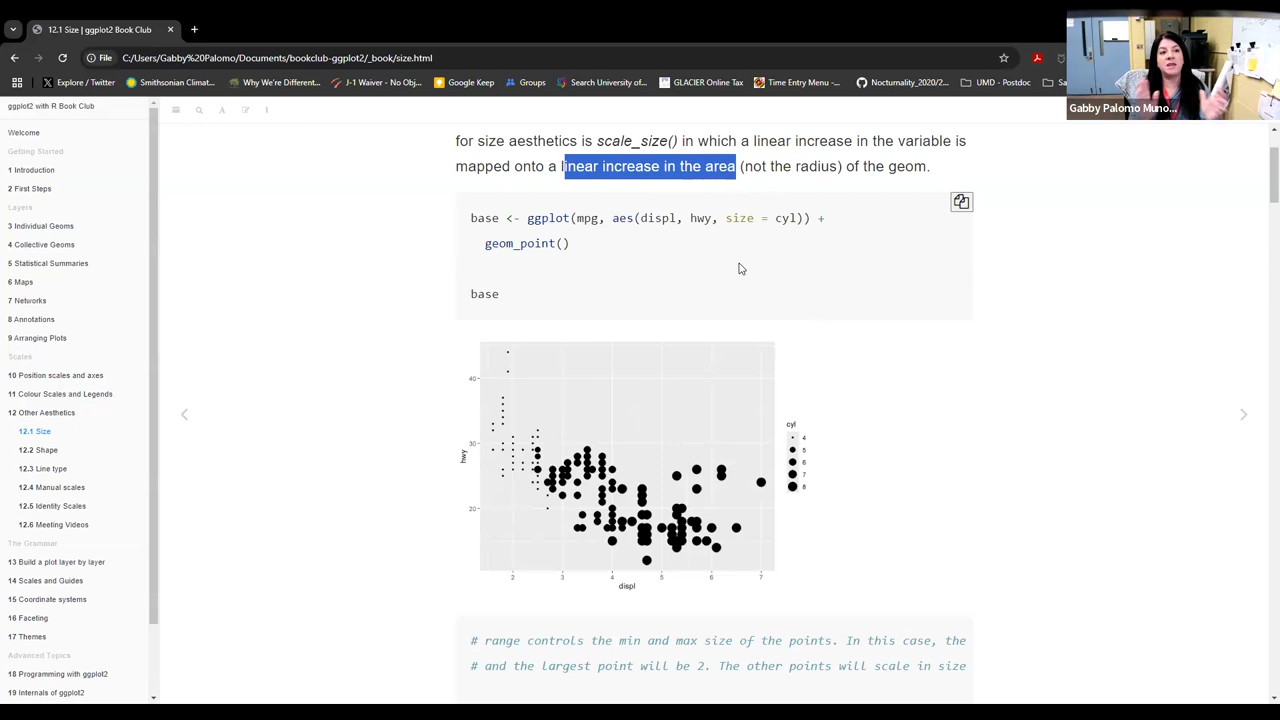 12.1 Size | ggplot2 Book Club
File
C:/Users/Gabby%20Palomo/Documents/bookclub-ggplot2/_book/size.html
Explore / Twitter
Smithsonian Climat...
Why We're Different...
J-1 Waiver - No Obj...
Publications
Groups
Search University of...
GLACIER Online Tax
Time Entry Menu -...
Nocturnality_2020/2...
UMD - Postdoc
Sa
Gabby Palomo Muno...
ggplot2 with R Book Club
Welcome
Getting Started
1 Introduction
2 First Steps
Layers
3 Individual Geoms
4 Collective Geoms
5 Statistical Summaries
6 Maps
7 Networks
8 Annotations
9 Arranging Plots
Scales
10 Position scales and axes
11 Colour Scales and Legends
12 Other Aesthetics
12.1 Size
12.2 Shape
12.3 Line type
12.4 Manual scales
12.5 Identity Scales
12.6 Meeting Videos
The Grammar
13 Build a plot layer by layer
14 Scales and Guides
15 Coordinate systems
16 Faceting
17 Themes
Advanced Topics
18 Programming with ggplot2
19 Internals of ggplot2
for size aesthetics is scale_size() in which a linear increase in the variable is
mapped onto a linear increase in the area (not the radius) of the geom.
base <- ggplot(mpg, aes(displ, hwy, size = cyl)) +
geom_point()
base
40
30
20
hwy
2 3 4 5 6 7
displ
cyl
4
5
6
7
8
# range controls the min and max size of the points. In this case, the
# and the largest point will be 2. The other points will scale in size